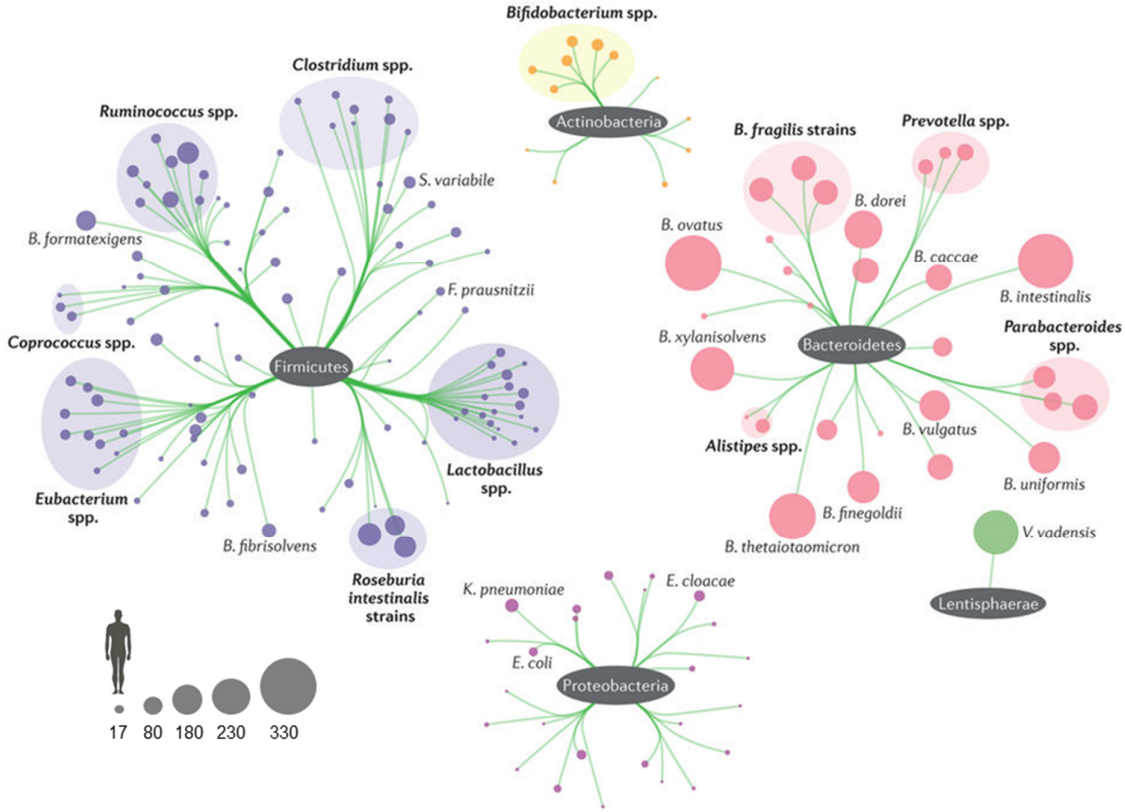 Bifidobacterium spp.
Clostridium spp.
Ruminococcus spp.
Actinobacteria
B. fragilis strains
Prevotella spp.
S. variabile
B. dorei
B. formatexigens
B. ovatus
B. caccae
B. intestinalis
F. prausnitzii
Coprococcus spp.
Firmicutes
B. xylanisolvens
Bacteroidetes
Parabacteroides
spp.
Alistipes spp.
B. vulgatus
Lactobacillus
spp.
Eubacterium
spp.
B. uniformis
B. finegoldii
B. thetaiotaomicron
B. fibrisolvens
V. vadensis
Roseburia
intestinalis
strains
K. pneumoniae
E. cloacae
Lentisphaerae
E. coli
Proteobacteria
17 80 180 230 330